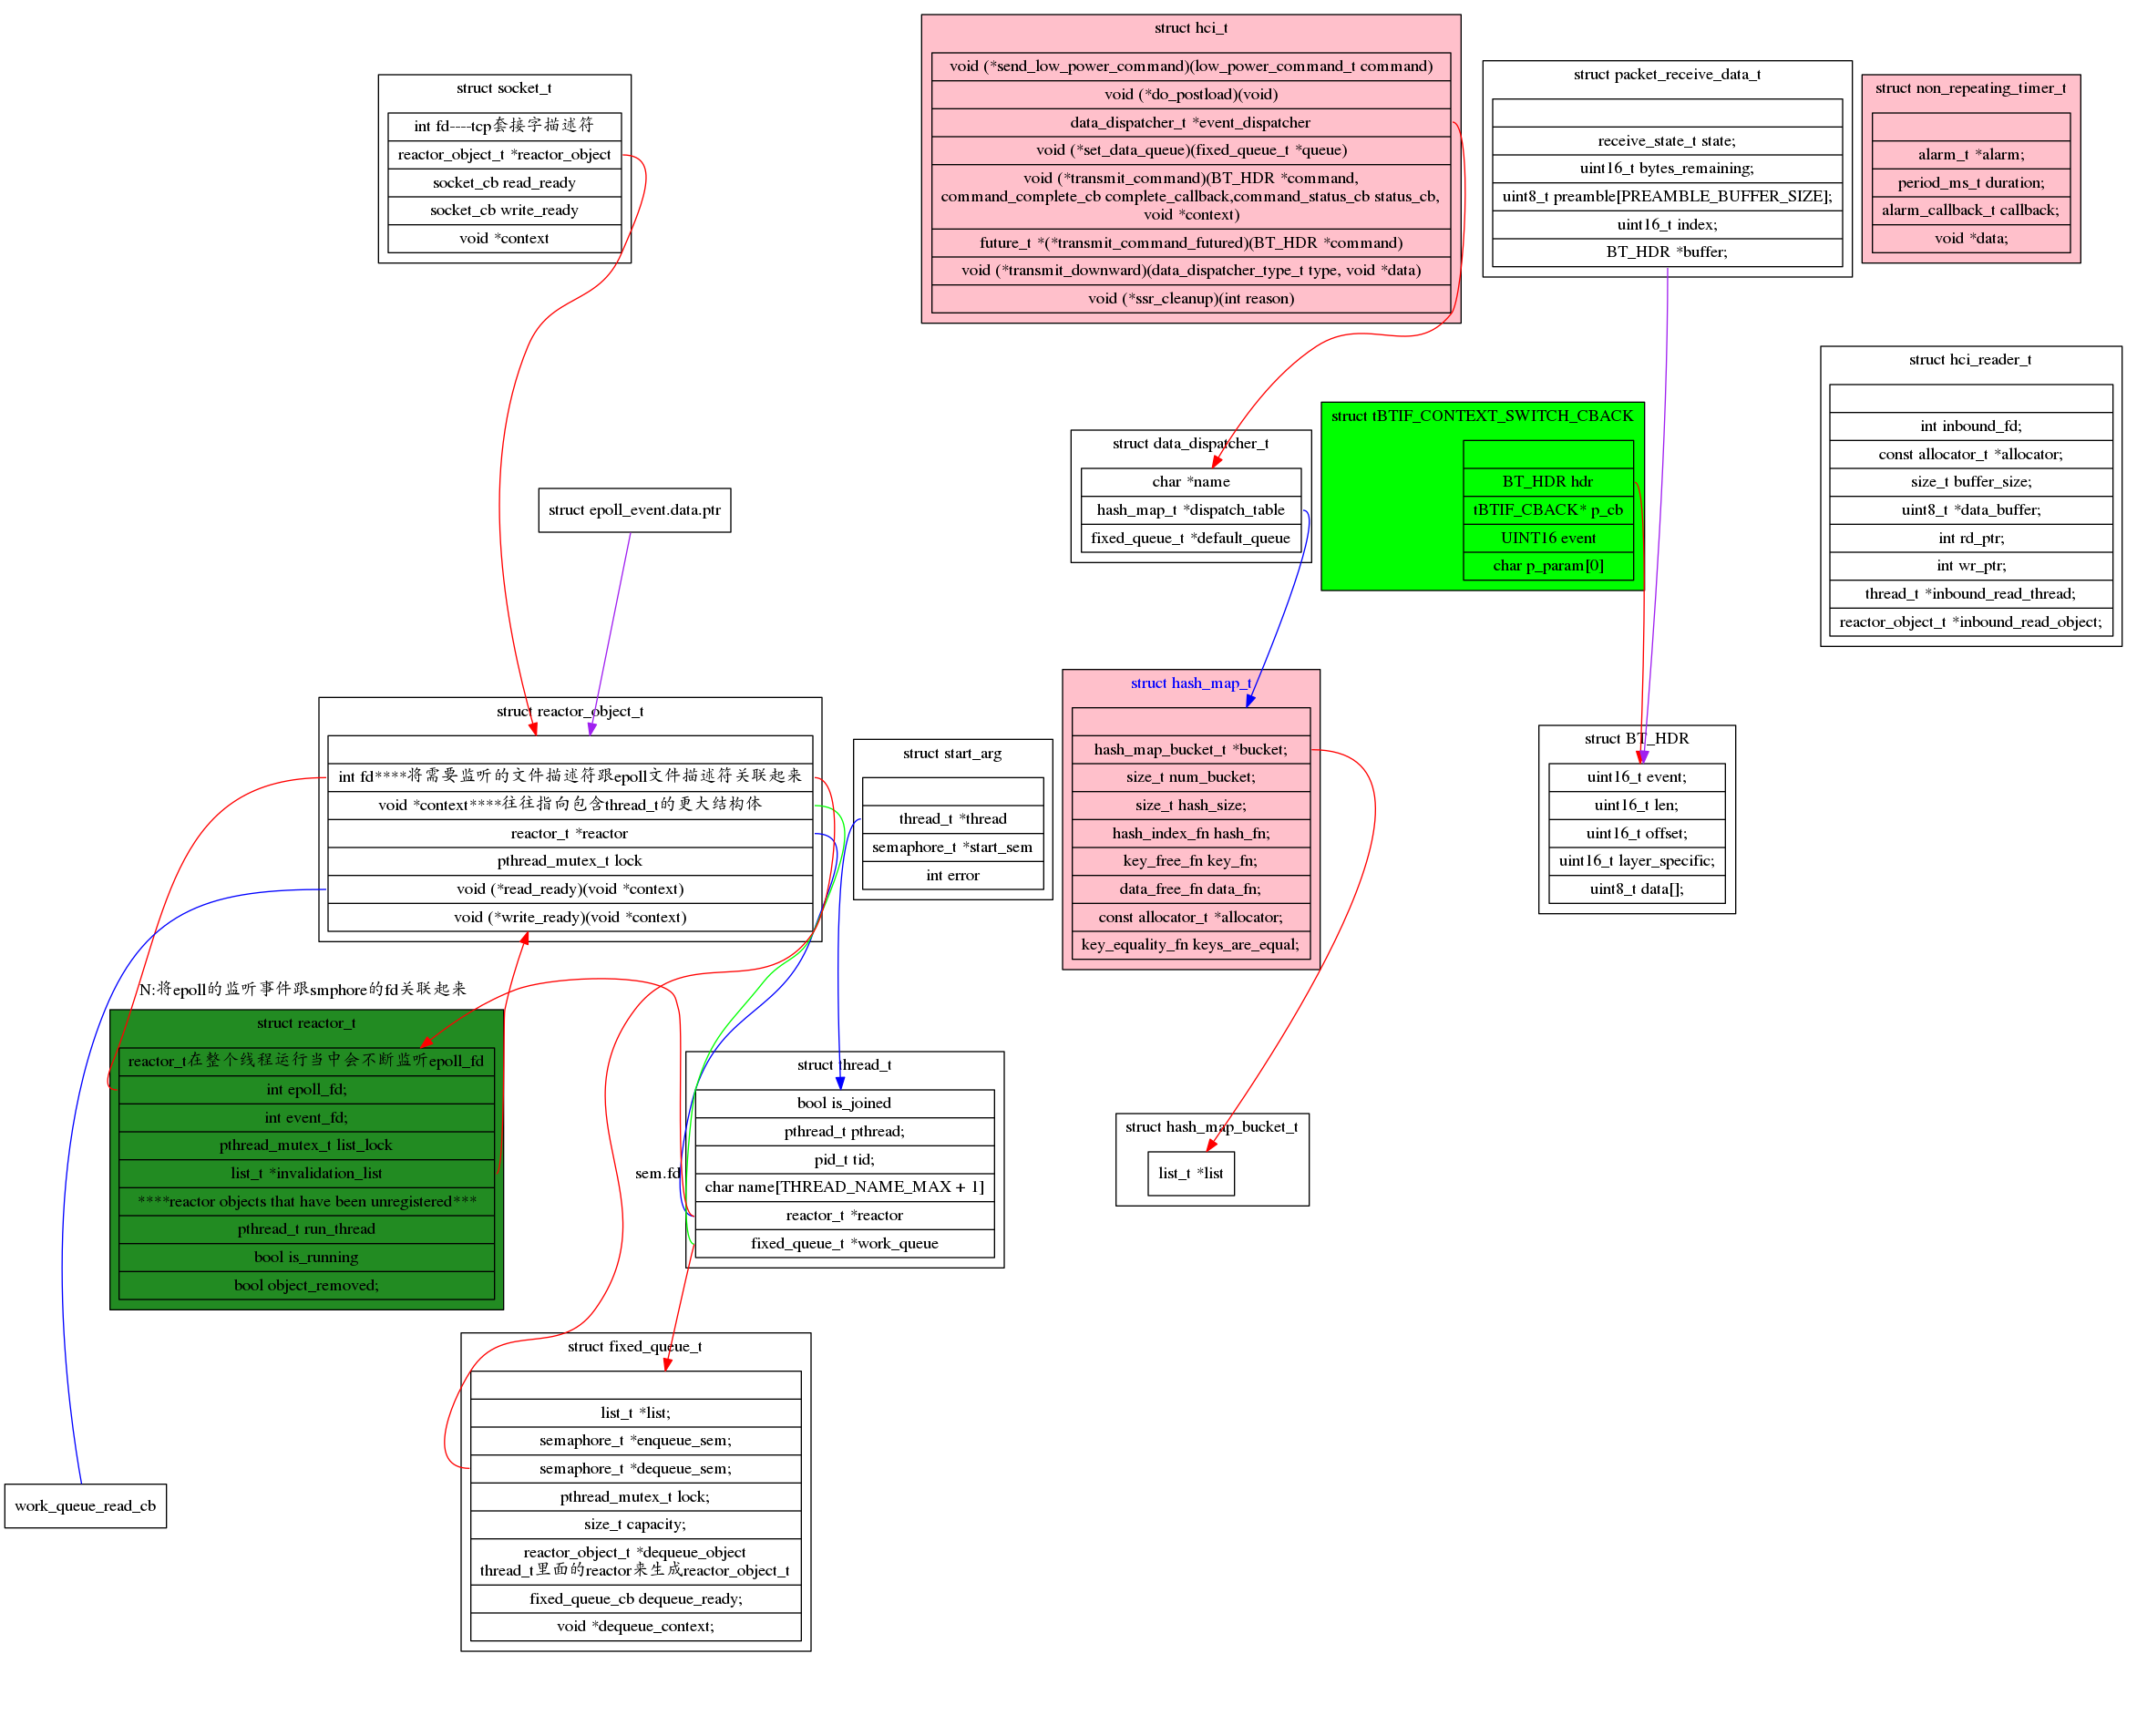 struct hci_t
void (*send_low_power_command)(low_power_command_t command)
void (*do_postload)(void)
data_dispatcher_t *event_dispatcher
void (*set_data_queue)(fixed_queue_t *queue)
void (*transmit_command)(BT_HDR *command,
command_complete_cb complete_callback,command_status_cb status_cb,
void *context)
future_t *(*transmit_command_futured)(BT_HDR *command)
void (*transmit_downward)(data_dispatcher_type_t type, void *data)
void (*ssr_cleanup)(int reason)
struct socket_t
int fd----tcp套接字描述符
reactor_object_t *reactor_object
socket_cb read_ready
socket_cb write_ready
void *context
struct packet_receive_data_t
receive_state_t state;
uint16_t bytes_remaining;
uint8_t preamble[PREAMBLE_BUFFER_SIZE];
uint16_t index;
BT_HDR *buffer;
struct non_repeating_timer_t
alarm_t *alarm;
period_ms_t duration;
alarm_callback_t callback;
void *data;
struct hci_reader_t
int inbound_fd;
const allocator_t *allocator;
size_t buffer_size;
uint8_t *data_buffer;
int rd_ptr;
int wr_ptr;
thread_t *inbound_read_thread;
reactor_object_t *inbound_read_object;
struct data_dispatcher_t
char *name
hash_map_t *dispatch_table
fixed_queue_t *default_queue
struct tBTIF_CONTEXT_SWITCH_CBACK
BT_HDR hdr
tBTIF_CBACK* p_cb
UINT16 event
char p_param[0]
struct epoll_event.data.ptr
struct reactor_object_t
int fd****将需要监听的文件描述符跟epoll文件描述符关联起来
void *context****往往指向包含thread_t的更大结构体
reactor_t *reactor
pthread_mutex_t lock
void (*read_ready)(void *context)
void (*write_ready)(void *context)
struct start_arg
thread_t *thread
semaphore_t *start_sem
int error
struct hash_map_t
hash_map_bucket_t *bucket;
size_t num_bucket;
size_t hash_size;
hash_index_fn hash_fn;
key_free_fn key_fn;
data_free_fn data_fn;
const allocator_t *allocator;
key_equality_fn keys_are_equal;
struct BT_HDR
uint16_t event;
uint16_t len;
uint16_t offset;
uint16_t layer_specific;
uint8_t data[];
N:将epoll的监听事件跟smphore的fd关联起来
struct reactor_t
reactor_t在整个线程运行当中会不断监听epoll_fd
int epoll_fd;
int event_fd;
pthread_mutex_t list_lock
list_t *invalidation_list
****reactor objects that have been unregistered***
pthread_t run_thread
bool is_running
bool object_removed;
sem.fd
struct thread_t
bool is_joined
pthread_t pthread;
pid_t tid;
char name[THREAD_NAME_MAX + 1]
reactor_t *reactor
fixed_queue_t *work_queue
struct hash_map_bucket_t
list_t *list
struct fixed_queue_t
list_t *list;
semaphore_t *enqueue_sem;
semaphore_t *dequeue_sem;
pthread_mutex_t lock;
size_t capacity;
reactor_object_t *dequeue_object
thread_t里面的reactor来生成reactor_object_t
fixed_queue_cb dequeue_ready;
void *dequeue_context;
work_queue_read_cb